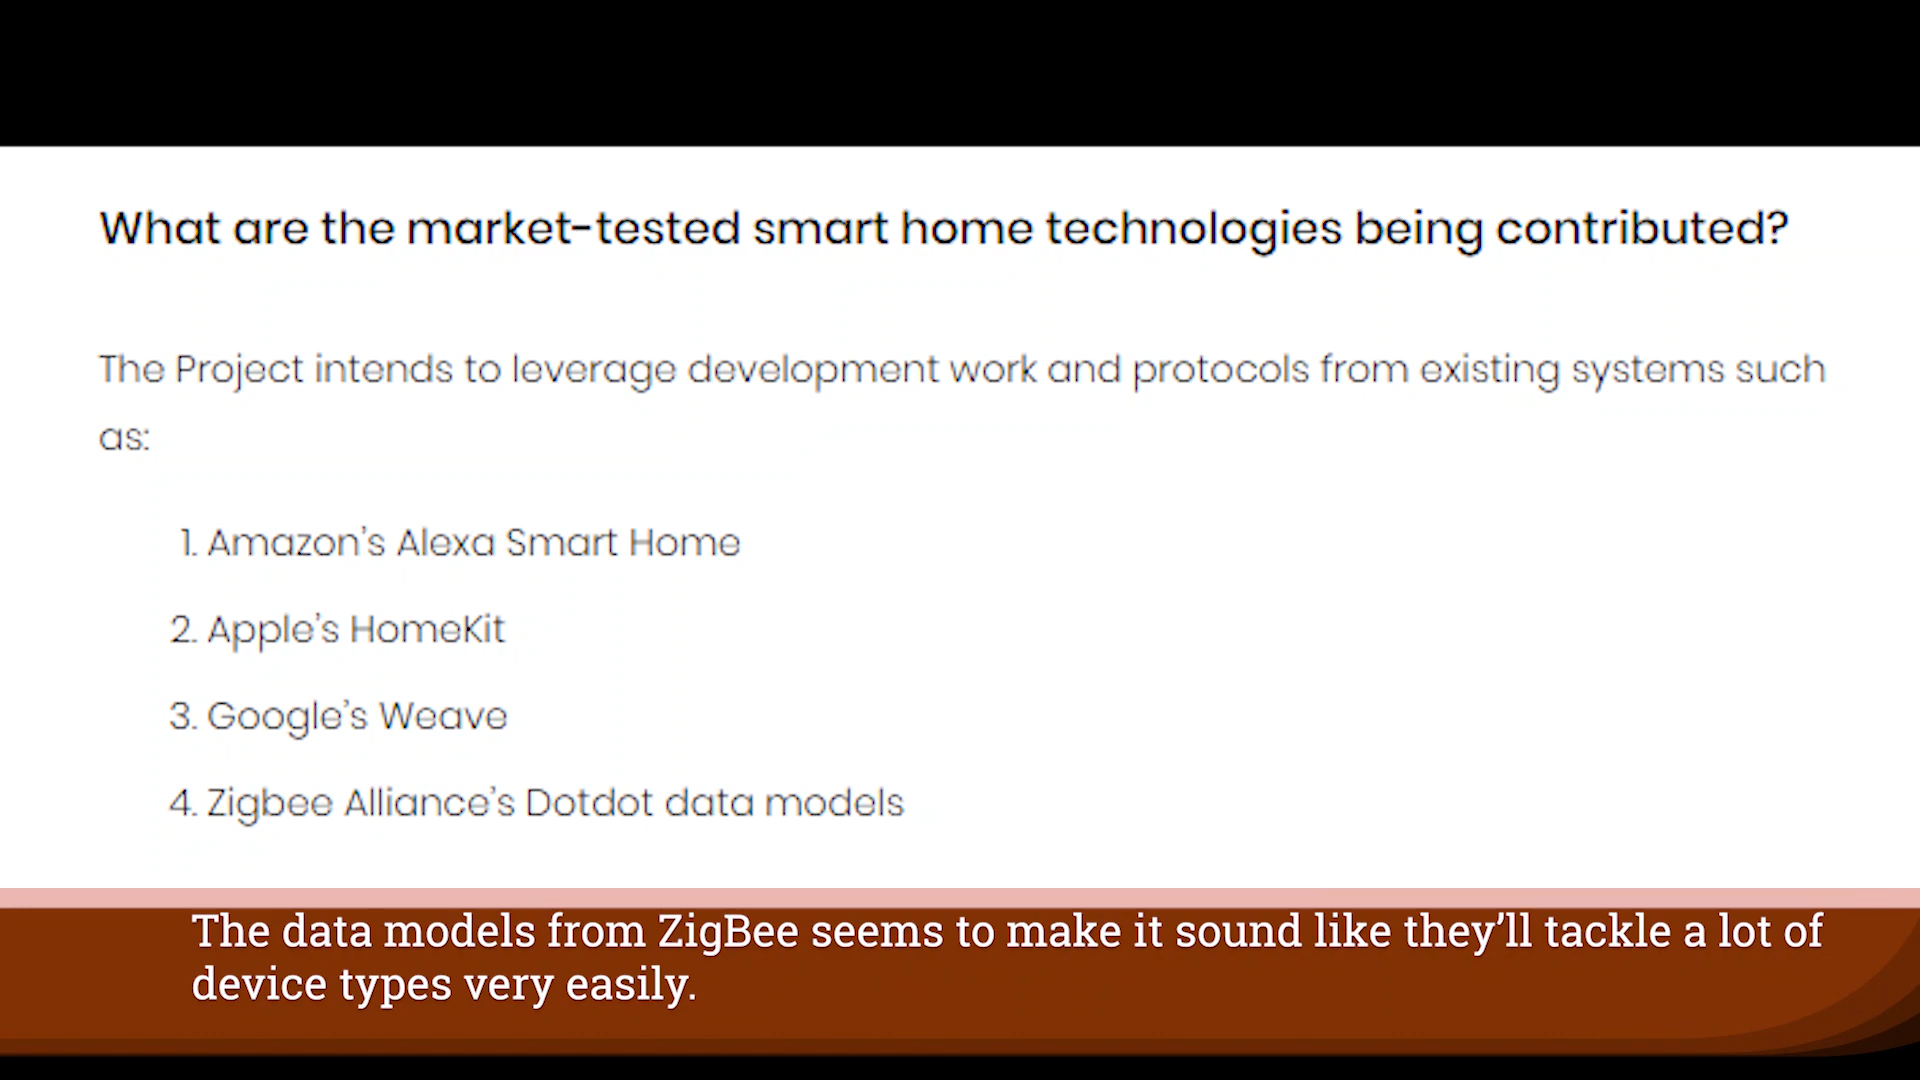 What are the market-tested smart home technologies being contributed?
The Project intends to leverage development work and protocols from existing systems such
as:
1. Amazon's Alexa Smart Home
2. Apple's HomeKit
3. Google's Weave
4. Zigbee Alliance's Dotdot data models
The data models from ZigBee seems to make it sound like they’ll tackle a lot of
device types very easily.